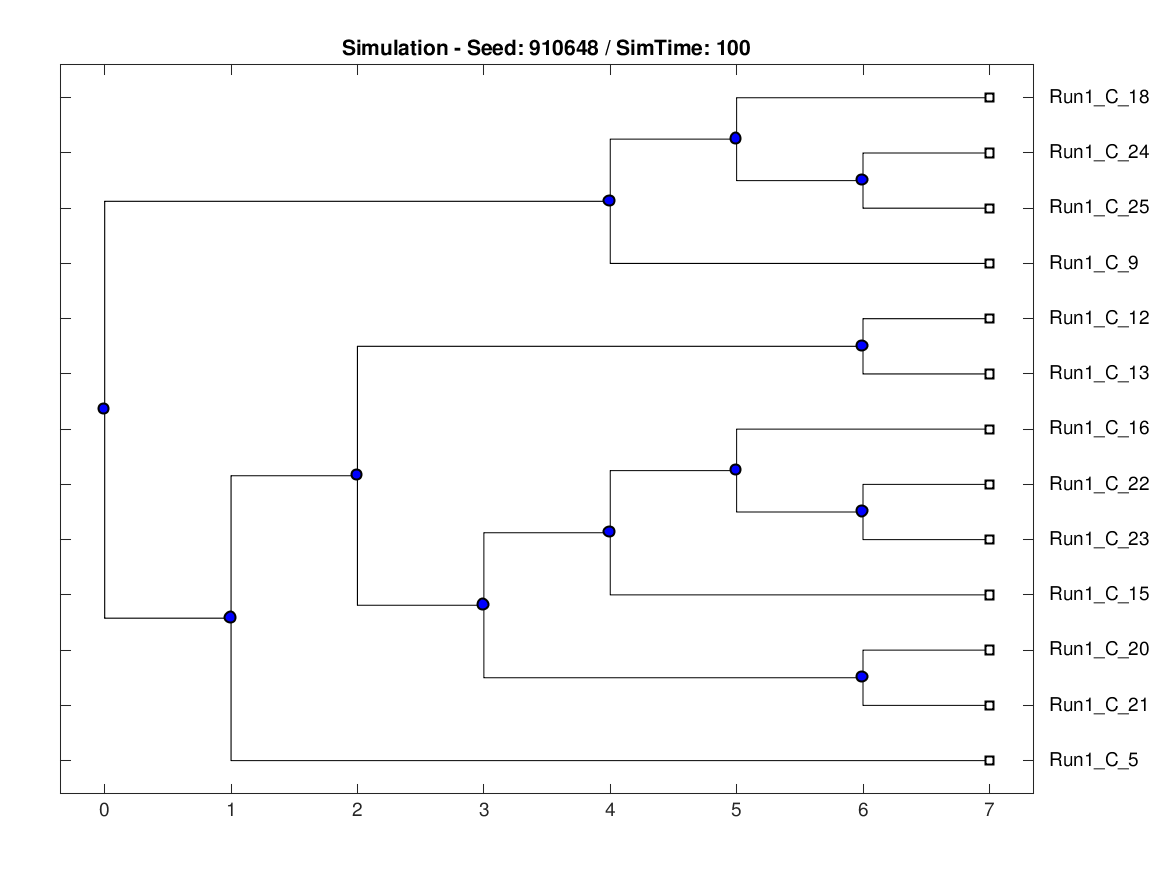 Simulation - Seed: 910648 / SimTime: 100
Run1_C_18
Run1_C_24
Run1_C_25
Run1_C_9
Run1_C_12
Run1_C_13
Run1_C_16
Run1_C_22
Run1_C_23
Run1_C_15
Run1_C_20
Run1_C_21
Run1_C_5
0 1 2 3 4 5 6 7